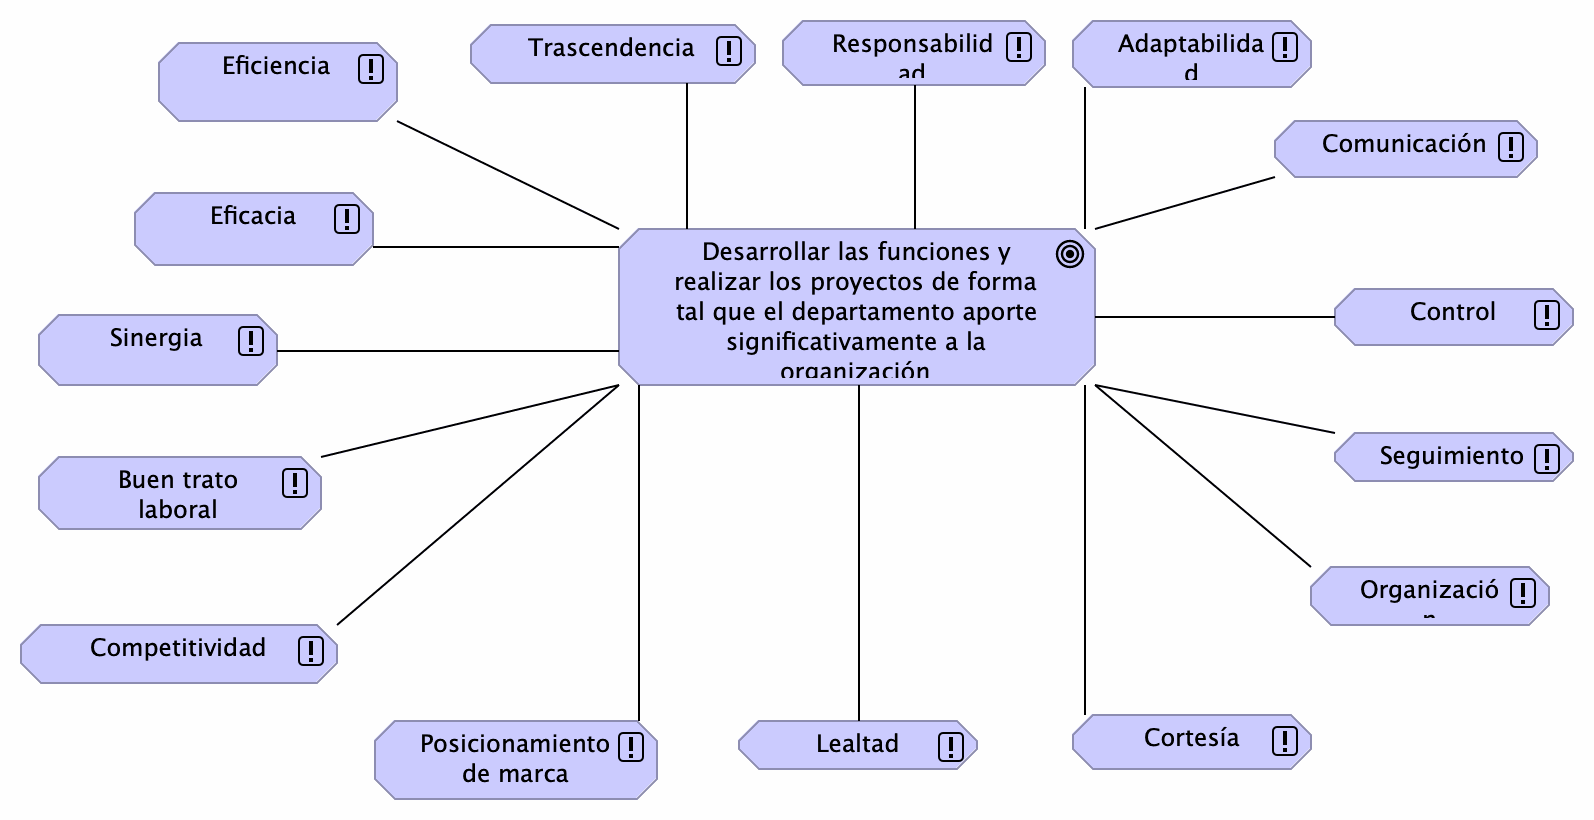 Eficiencia
Trascendencia
Responsabilid
ad
Adaptabilida
d
Comunicación
Eficacia
Desarrollar las funciones y
realizar los proyectos de forma
tal que el departamento aporte
significativamente a la
organización
Sinergia
Control
Buen trato
laboral
Seguimiento
Organizació
n
Competitividad
Posicionamiento
de marca
Lealtad
Cortesía